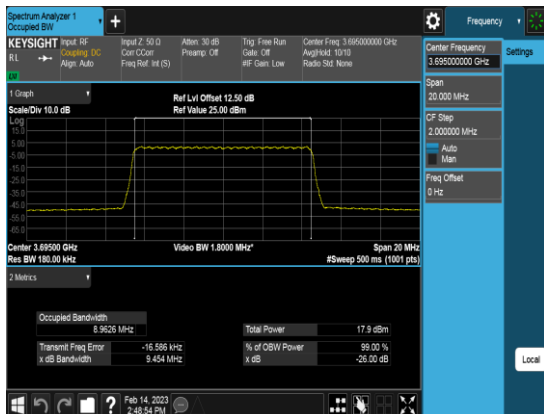 Spectrum Analyzer 1
Occupied BW
Frequency
KEYSIGHT
RL
Input: RF
Coupling: DC
Align: Auto
Input Z: 50 Ω
Corr CCorr
Freq Ref: Int (S)
Atten: 30 dB
Preamp: Off
Trig: Free Run
Gate: Off
#IF Gain: Low
Center Freq: 3.695000000 GHz
Avg|Hold: 10/10
Radio Std: None
Center Frequency
3.695000000 GHz
Settings
Span
20.000 MHz
CF Step
2.000000 MHz
Auto
Man
Freq Offset
0 Hz
Local
1 Graph
Scale/Div 10.0 dB
Ref Lvl Offset 12.50 dB
Ref Value 25.00 dBm
Log
15.0
5.00
-5.00
-15.0
-25.0
-35.0
-45.0
-55.0
-65.0
Center 3.69500 GHz
Res BW 180.00 kHz
Video BW 1.8000 MHz*
Span 20 MHz
#Sweep 500 ms (1001 pts)
2 Metrics
Occupied Bandwidth
8.9626 MHz
Total Power
17.9 dBm
Transmit Freq Error
-16.586 kHz
% of OBW Power
99.00 %
x dB Bandwidth
9.454 MHz
x dB
-26.00 dB
?
Feb 14, 2023
2:48:54 PM